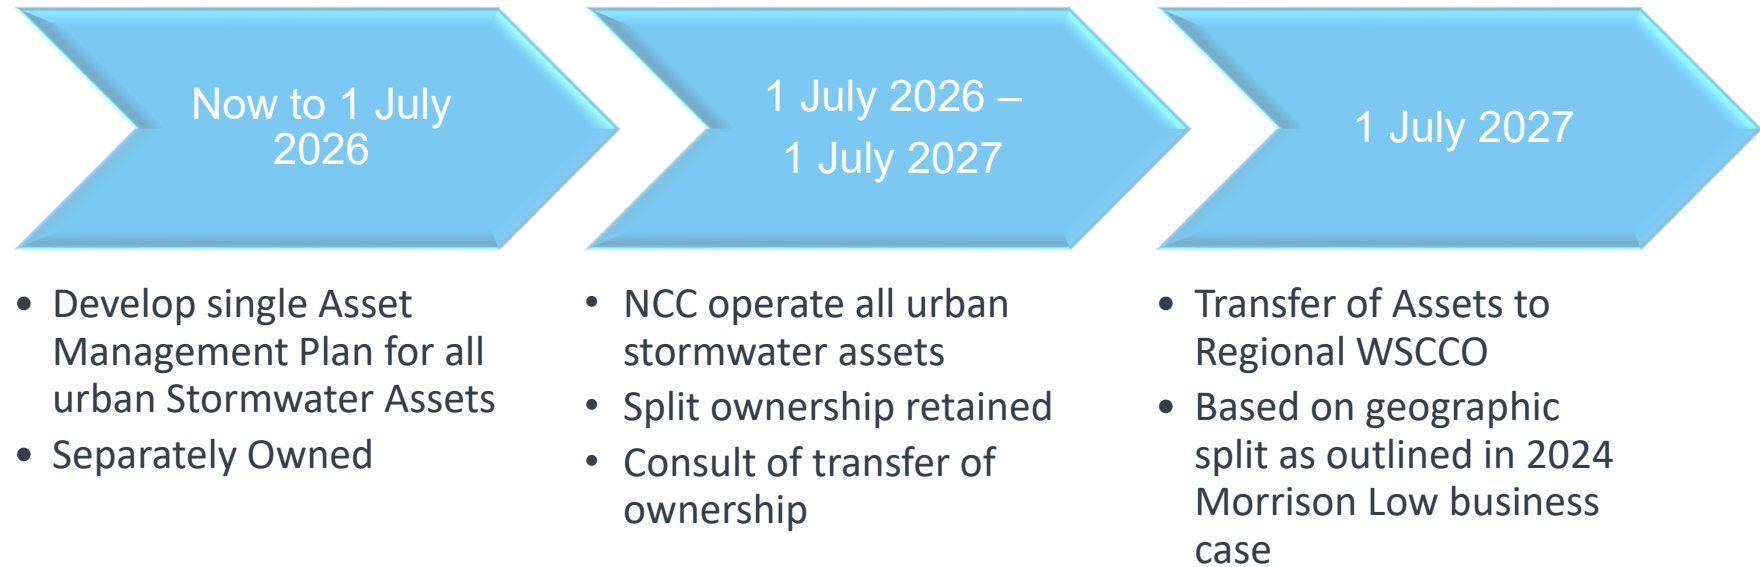 Now to 1 July
2026
1 July 2026 –
1 July 2027
1 July 2027
• Develop single Asset
Management Plan for all
urban Stormwater Assets
• Separately Owned
• NCC operate all urban
stormwater assets
• Split ownership retained
• Consult of transfer of
ownership
• Transfer of Assets to
Regional WSCCO
• Based on geographic
split as outlined in 2024
Morrison Low business
case